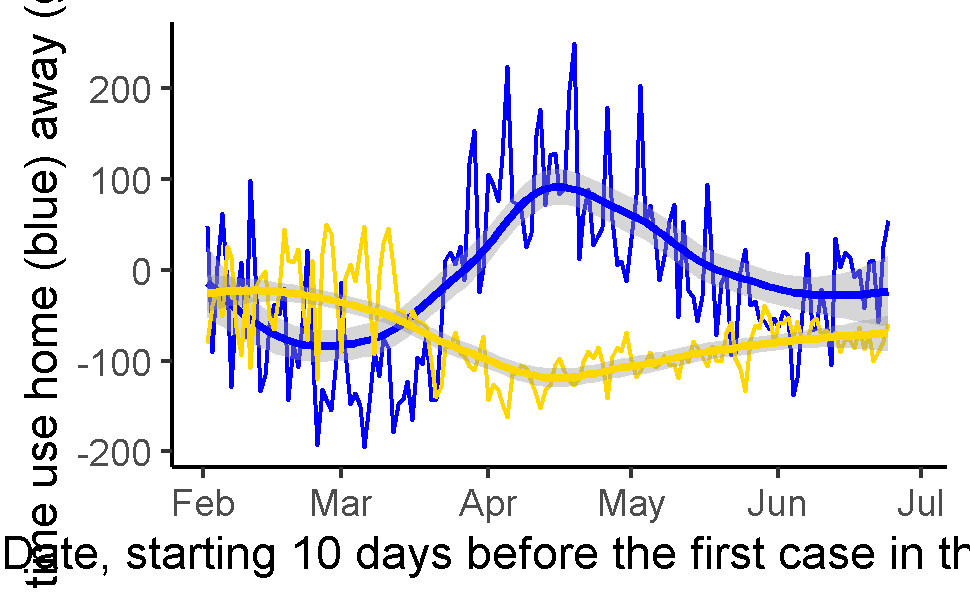 time use home (blue) away (
200
100
0
-100
-200
Feb Mar Apr May Jun Jul
Date, starting 10 days before the first case in th